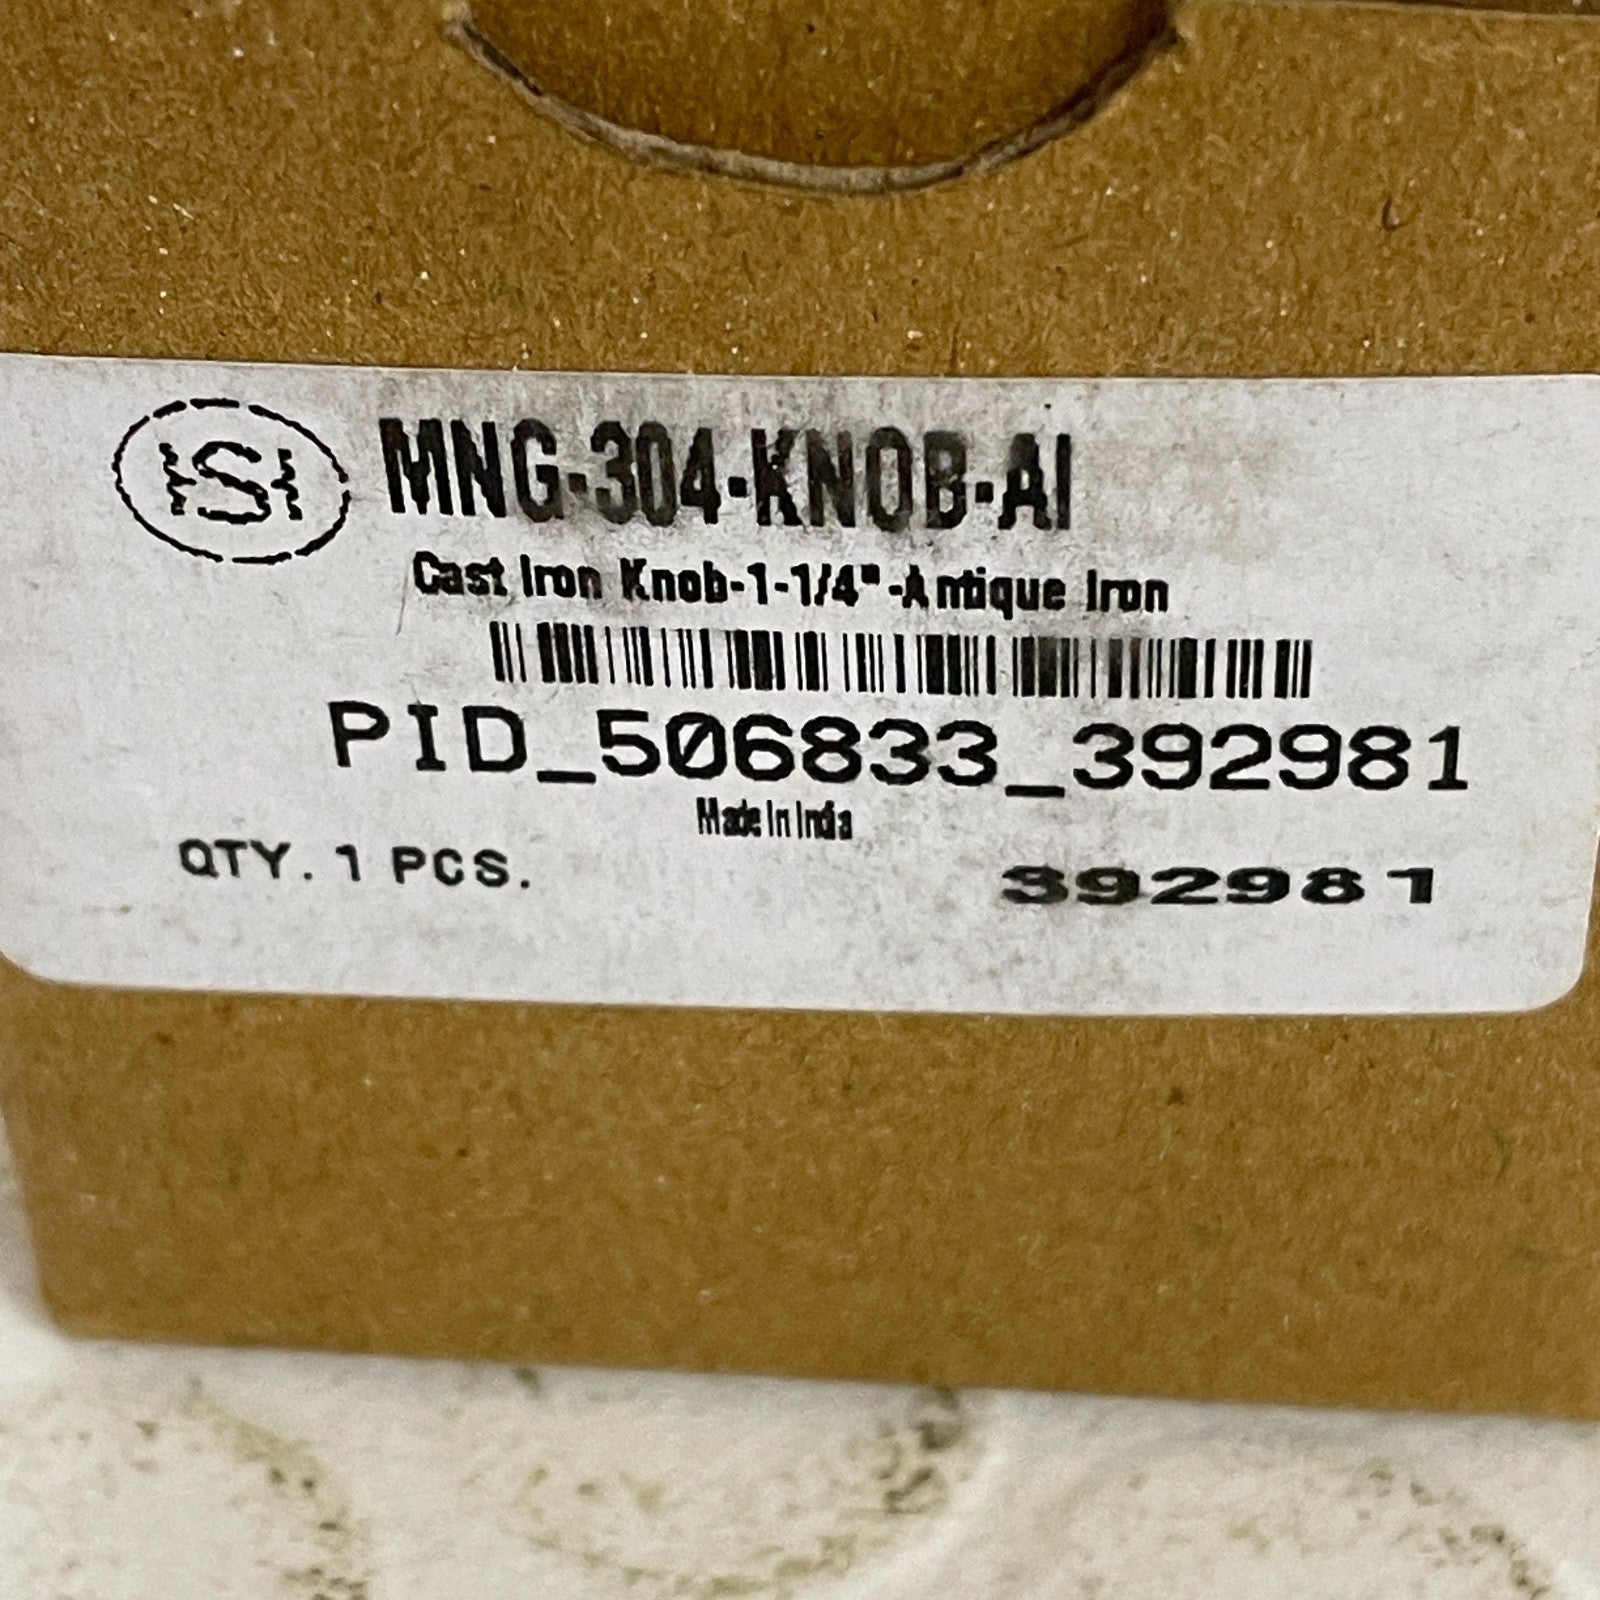 HSH
MNG-304-KNOB-AI
Cast Iron Knob-1-1/4"-Antique Iron
PID_506833_392981
Made In India
QTY. 1 PCS.
392981